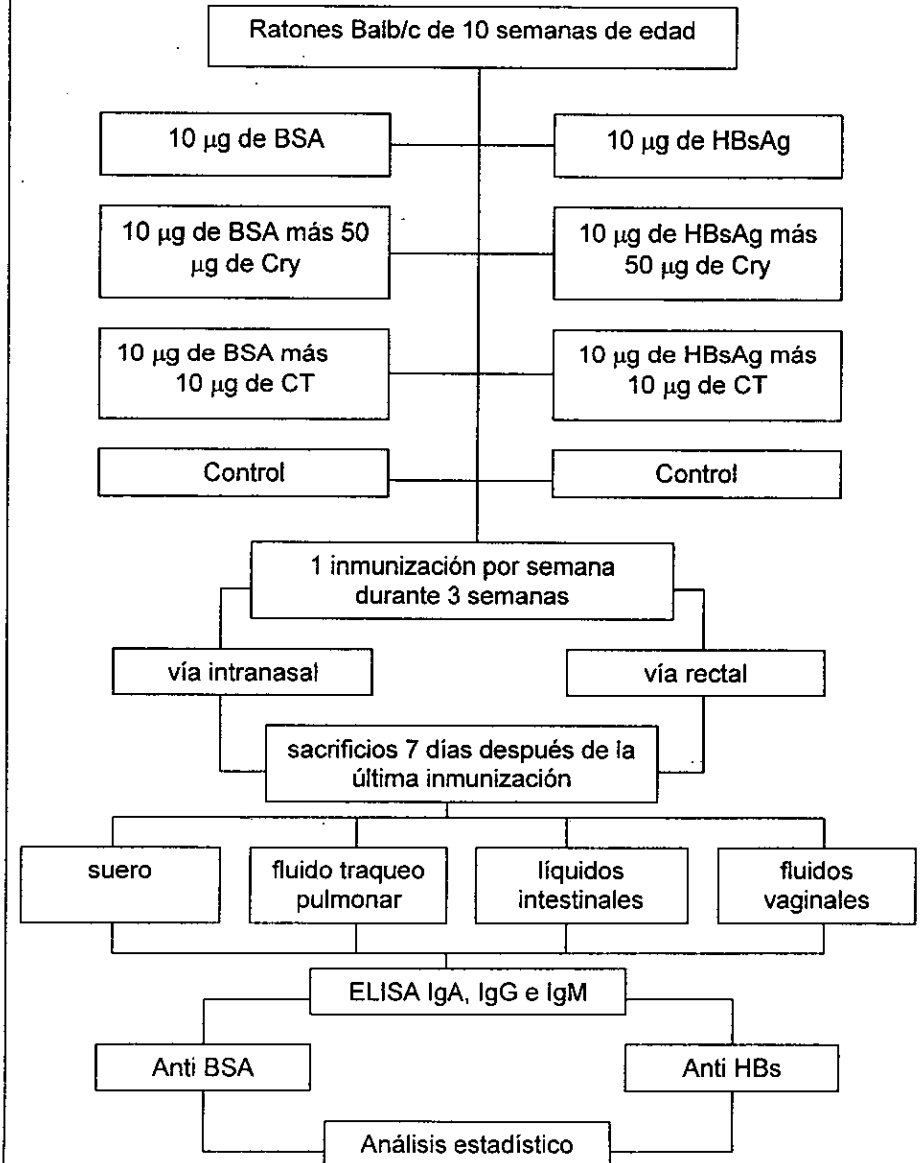 Ratones Balb/c de 10 semanas de edad
10 μg de BSA
10 μg de HBsAg
10 μg de BSA más 50
μg de Cry
10 μg de HBsAg más
50 μg de Cry
10 μg de BSA más
10 μg de CT
10 μg de HBsAg más
10 μg de CT
Control
Control
1 inmunización por semana
durante 3 semanas
vía intranasal
vía rectal
sacrificios 7 días después de la
última inmunización
suero
fluido traqueo
pulmonar
líquidos
intestinales
fluidos
vaginales
ELISA IgA, IgG e IgM
Anti BSA
Anti HBs
Análisis estadístico